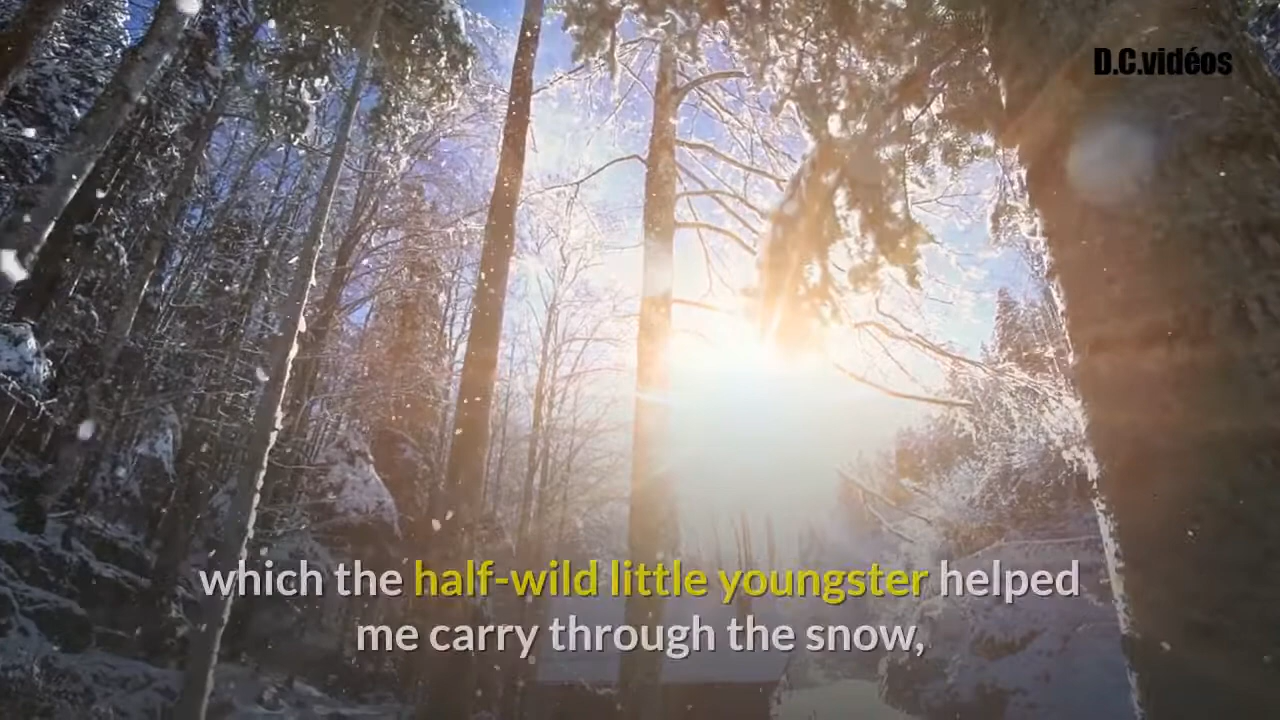 D.C.vidéos
which the half-wild little youngster helped
me carry through the snow,